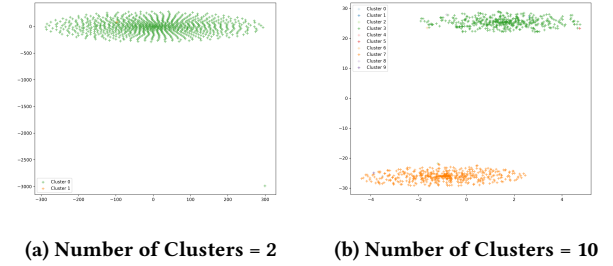 0
−500
−1000
−1500
−2000
−2500
−3000
−300 −200 −100 0 100 200 300
Cluster 0
Cluster 1
30
20
10
0
−10
−20
−30
−4 −2 0 2 4
Cluster 0
Cluster 1
Cluster 2
Cluster 3
Cluster 4
Cluster 5
Cluster 6
Cluster 7
Cluster 8
Cluster 9
(a) Number of Clusters = 2
(b) Number of Clusters = 10